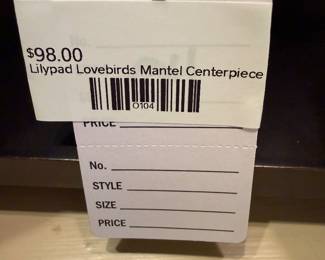 $98.00
Lilypad Lovebirds Mantel Centerpiece
0104
PRICE
No.
STYLE
SIZE
PRICE